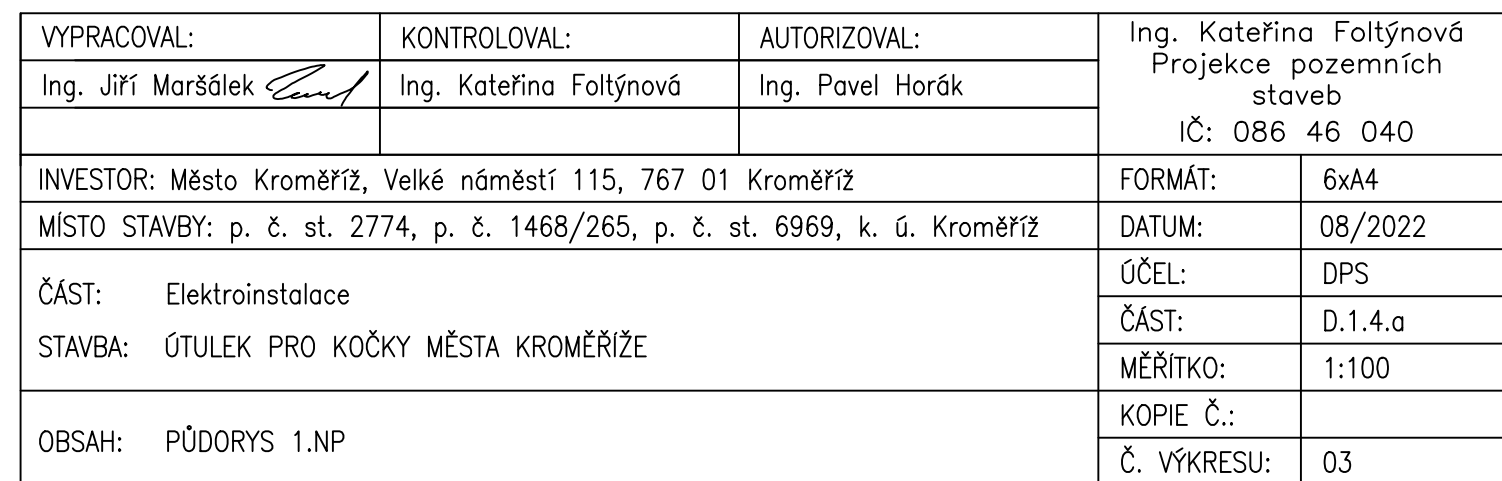 VYPRACOVAL: KONTROLOVAL: AUTORIZOVAL:
Ing. Jiří Maršálek Ing. Kateřina Foltýnová Ing. Pavel Horák
Ing. Kateřina Foltýnová
Projekce pozemních
staveb
IČ: 086 46 040
INVESTOR: Město Kroměříž, Velké náměstí 115, 767 01 Kroměříž
FORMÁT: 6xA4
MÍSTO STAVBY: p. č. st. 2774, p. č. 1468/265, p. č. st. 6969, k. ú. Kroměříž
DATUM: 08/2022
ČÁST: Elektroinstalace
STAVBA: ÚTULEK PRO KOČKY MĚSTA KROMĚŘÍŽE
ÚČEL: DPS
ČÁST: D.1.4.a
MĚŘÍTKO: 1:100
OBSAH: PŮDORYS 1.NP
KOPIE Č.:
Č. VÝKRESU: 03